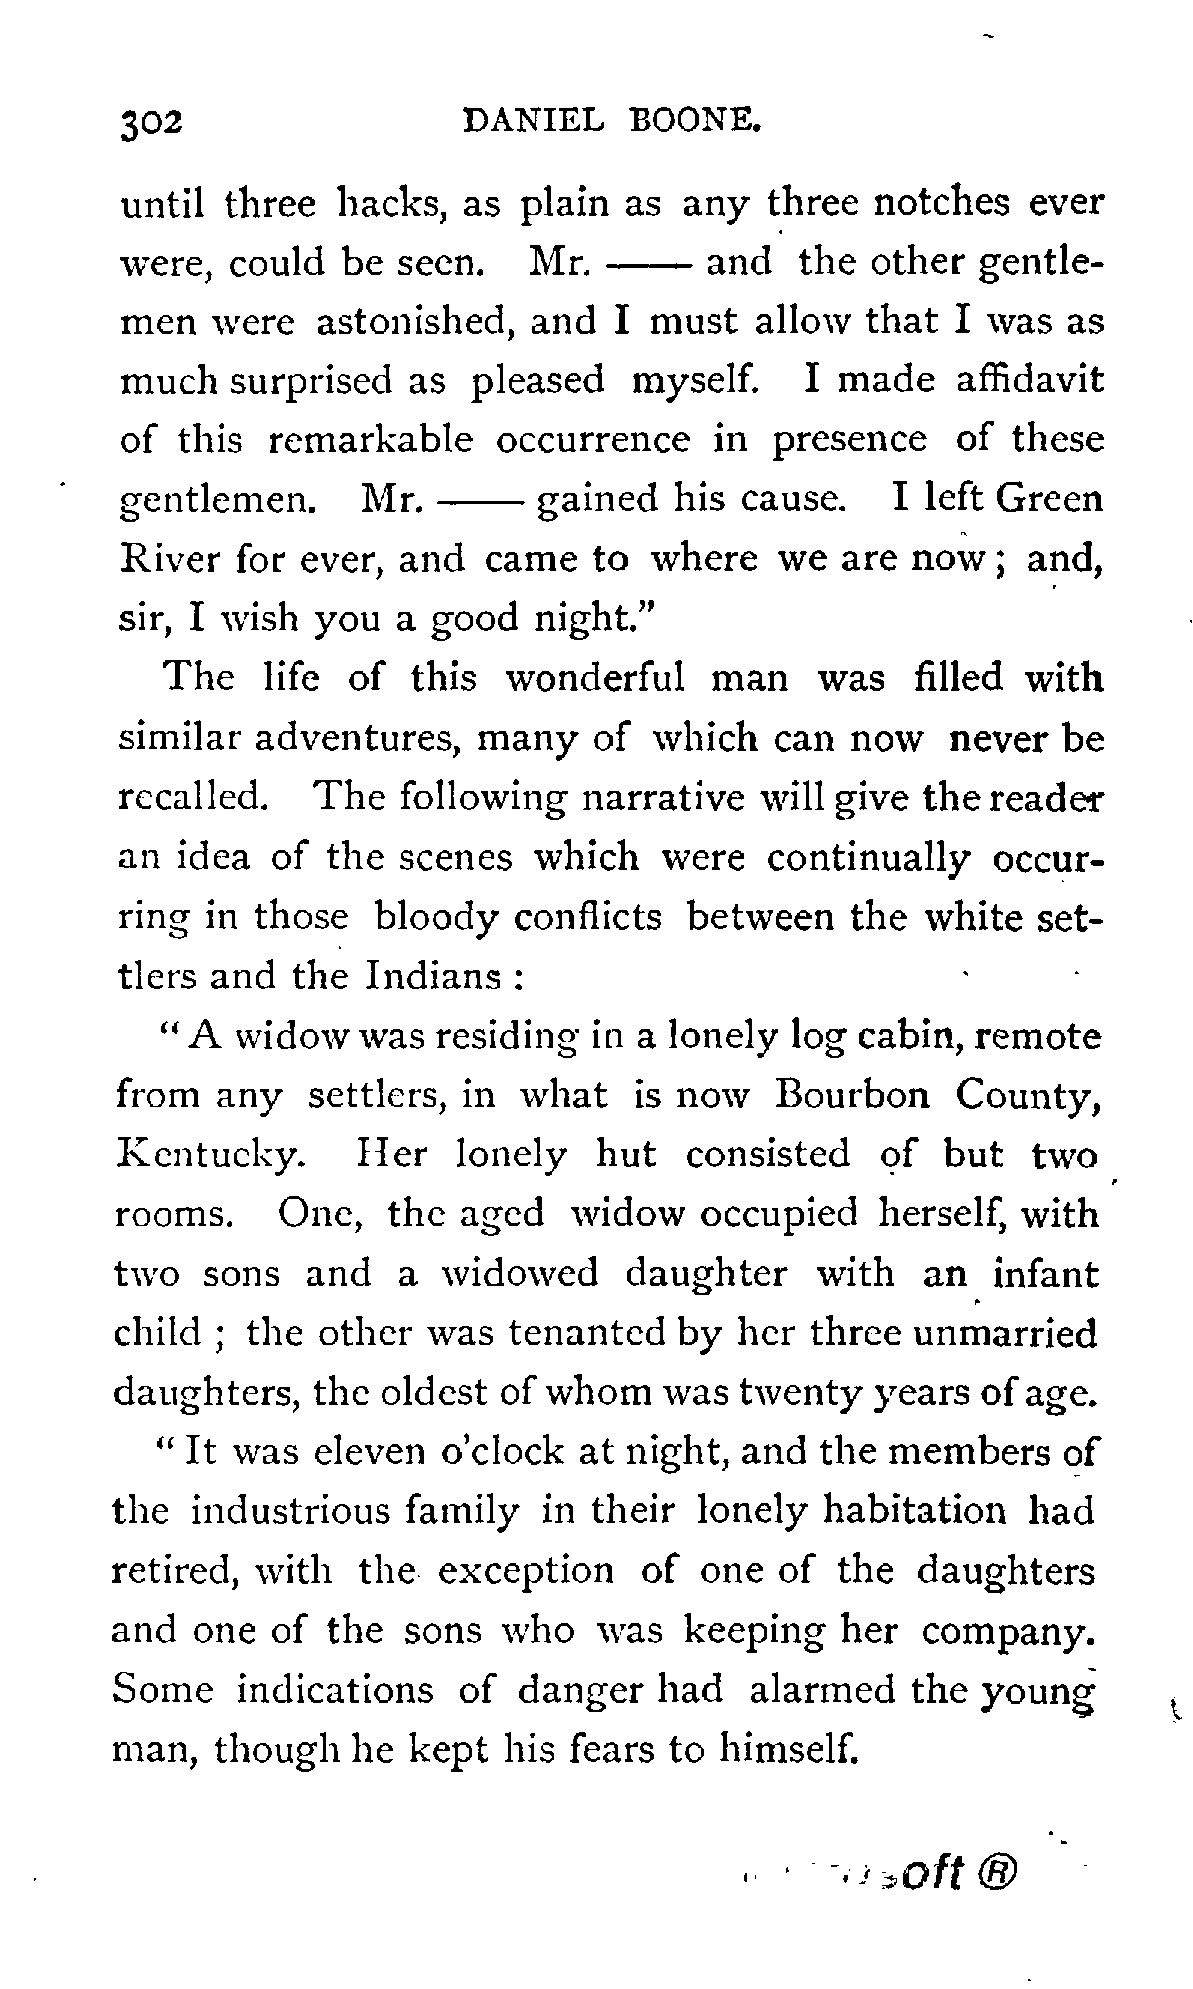 302 DANIEL BOONE.
until three hacks, as plain as any three notches ever
were, could be seen. Mr. —— and the other gentle-
men were astonished, and I must allow that I was as
much surprised as pleased myself. I made affidavit
of this remarkable occurrence in presence of these
gentlemen. Mr. —— gained his cause. I left Green
River for ever, and came to where we are now ; and,
sir, I wish you a good night."
The life of this wonderful man was filled with
similar adventures, many of which can now never be
recalled. The following narrative will give the reader
an idea of the scenes which were continually occur-
ring in those bloody conflicts between the white set-
tlers and the Indians :
" A widow was residing in a lonely log cabin, remote
from any settlers, in what is now Bourbon County,
Kentucky. Her lonely hut consisted of but two
rooms. One, the aged widow occupied herself, with
two sons and a widowed daughter with an infant
child ; the other was tenanted by her three unmarried
daughters, the oldest of whom was twenty years of age.
" It was eleven o'clock at night, and the members of
the industrious family in their lonely habitation had
retired, with the exception of one of the daughters
and one of the sons who was keeping her company.
Some indications of danger had alarmed the young
man, though he kept his fears to himself.
soft ®